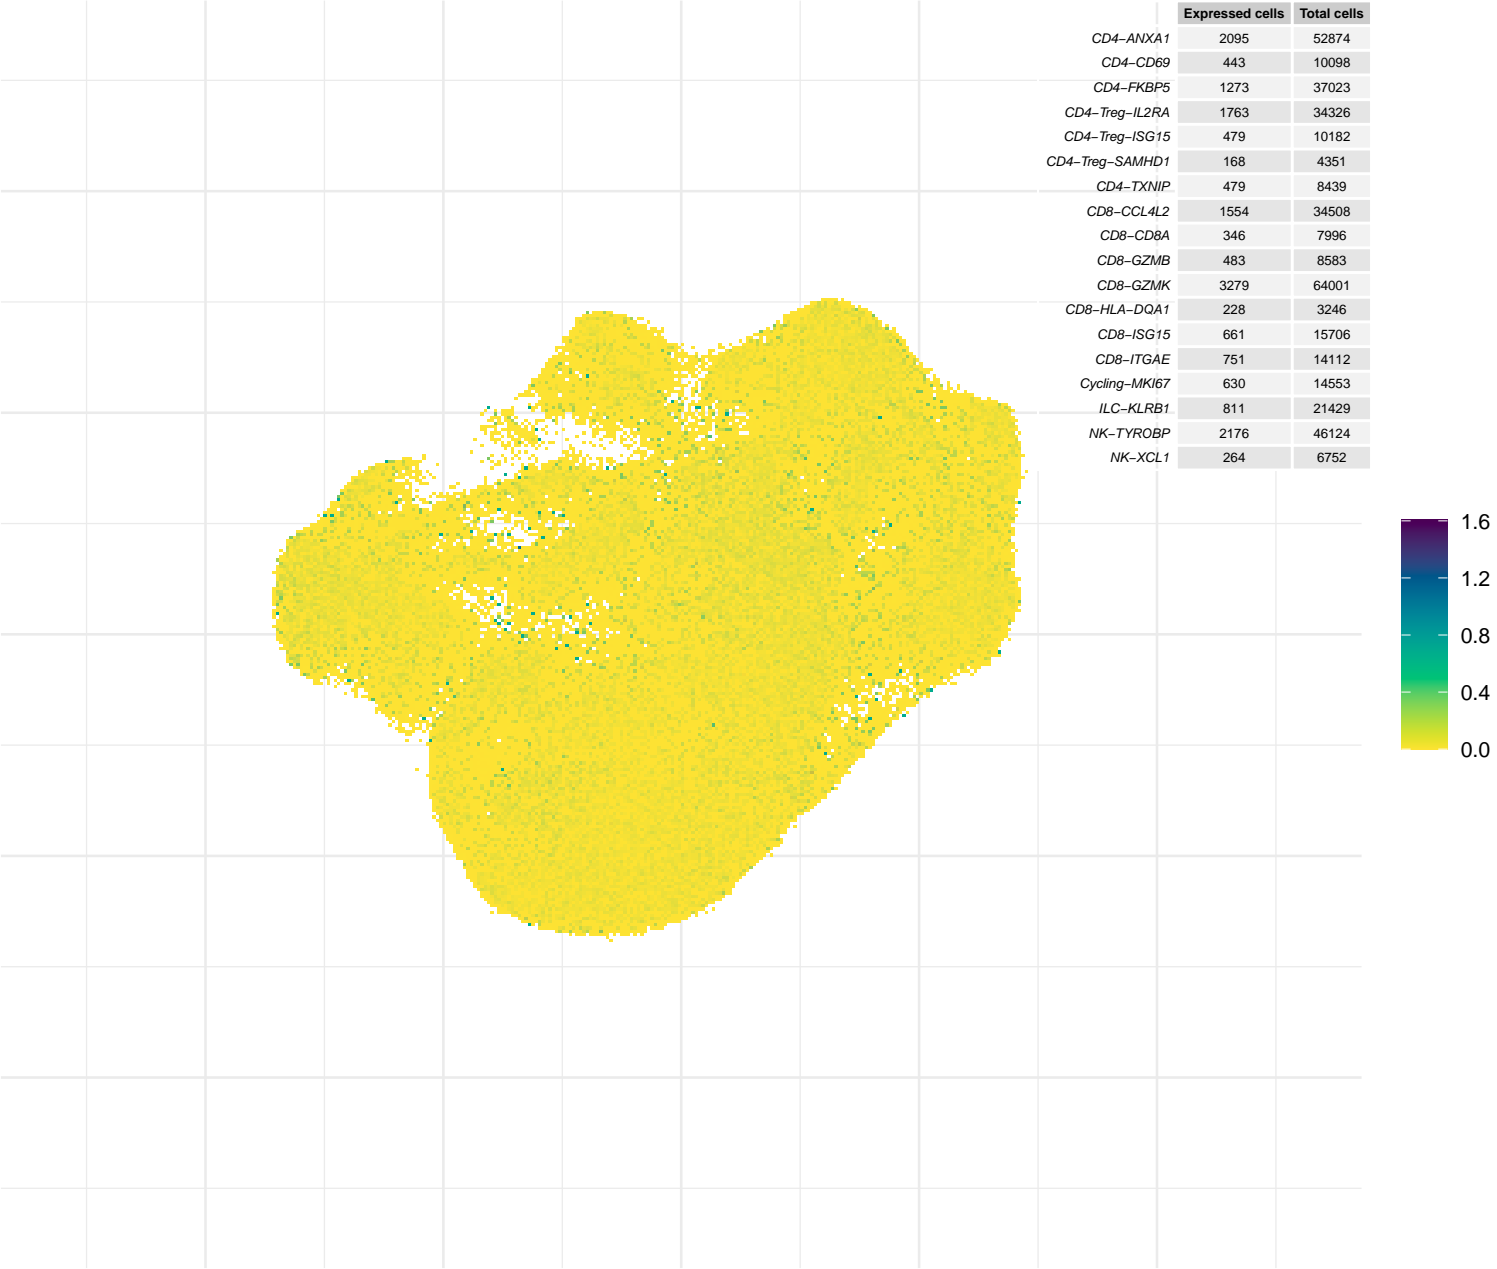 Expressed cells Total cells
CD4−ANXA1 2095 52874
CD4−CD69 443 10098
CD4−FKBP5 1273 37023
CD4−Treg−IL2RA 1763 34326
CD4−Treg−ISG15 479 10182
CD4−Treg−SAMHD1 168 4351
CD4−TXNIP 479 8439
CD8−CCL4L2 1554 34508
CD8−CD8A 346 7996
CD8−GZMB 483 8583
CD8−GZMK 3279 64001
CD8−HLA−DQA1 228 3246
CD8−ISG15 661 15706
CD8−ITGAE 751 14112
Cycling−MKI67 630 14553
ILC−KLRB1 811 21429
NK−TYROBP 2176 46124
NK−XCL1 264 6752
1.6
1.2
0.8
0.4
0.0